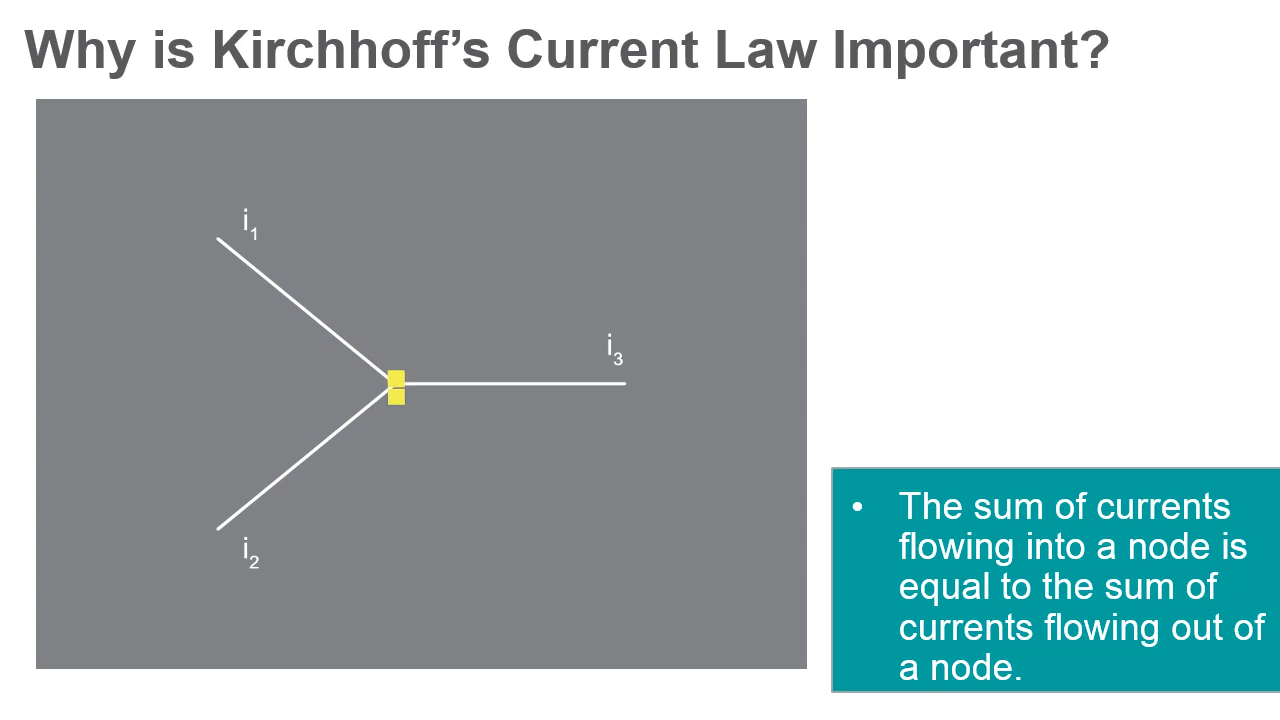 Why is Kirchhoff’s Current Law Important?
i₁
i₃
i₂
• The sum of currents
flowing into a node is
equal to the sum of
currents flowing out of
a node.